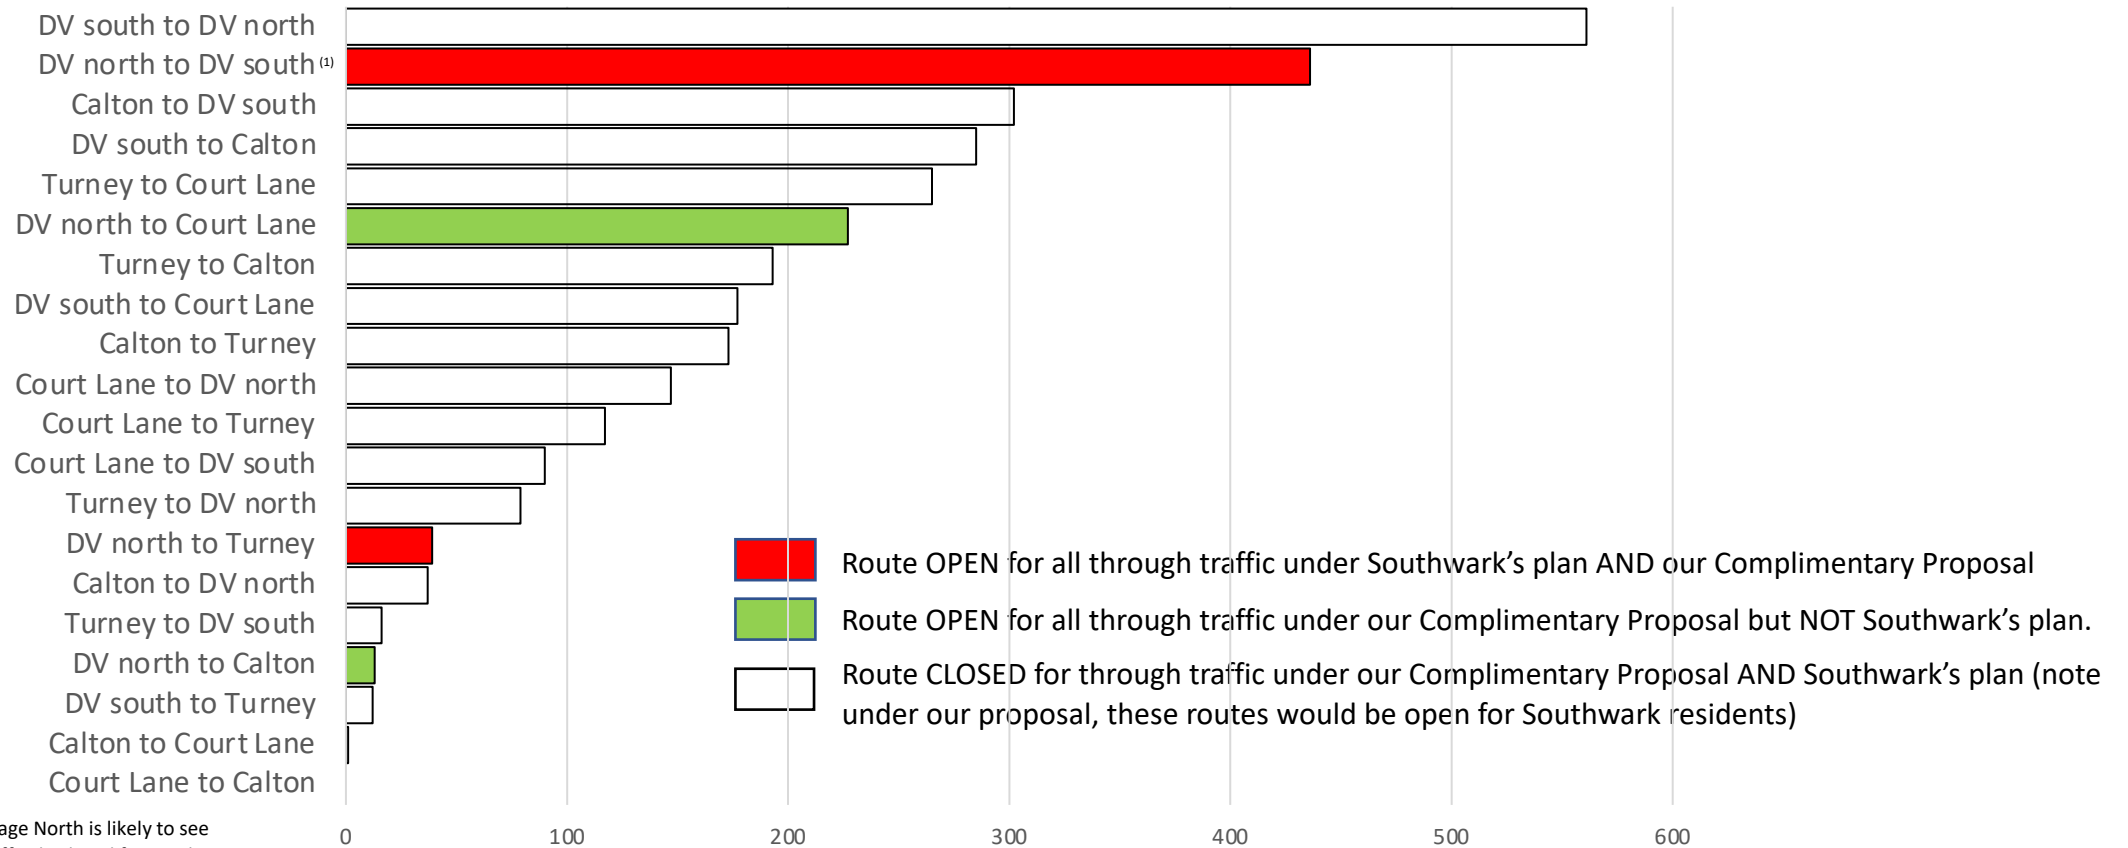 DV south to DV north
DV north to DV south (1)
Calton to DV south
DV south to Calton
Turney to Court Lane
DV north to Court Lane
Turney to Calton
DV south to Court Lane
Calton to Turney
Court Lane to DV north
Court Lane to Turney
Court Lane to DV south
Turney to DV north
DV north to Turney
Calton to DV north
Turney to DV south
DV north to Calton
DV south to Turney
Calton to Court Lane
Court Lane to Calton
Route OPEN for all through traffic under Southwark’s plan AND our Complimentary Proposal
Route OPEN for all through traffic under our Complimentary Proposal but NOT Southwark’s plan.
Route CLOSED for through traffic under our Complimentary Proposal AND Southwark’s plan (note
under our proposal, these routes would be open for Southwark residents)
0 100 200 300 400 500 600
age North is likely to see